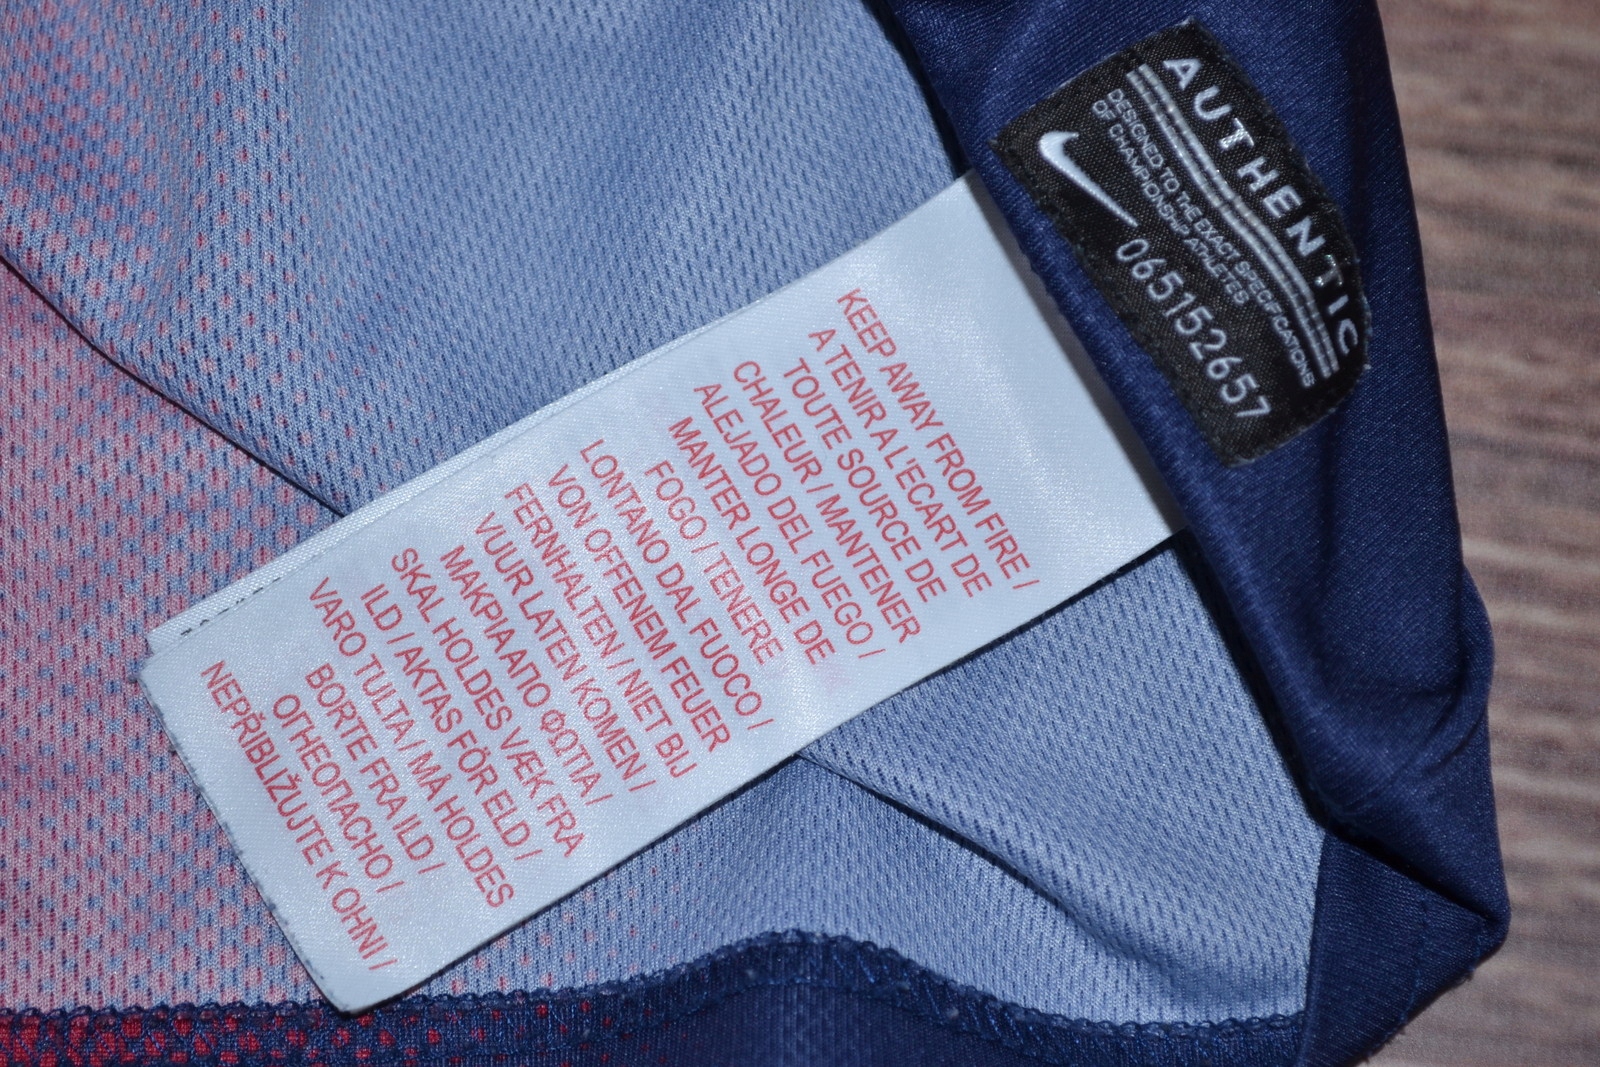 AUTHENTIC
DESIGNED TO THE EXACT SPECIFICATIONS
OF CHAMPIONSHIP ATHLETES
0651526​57
KEEP AWAY FROM FIRE /
A TENIR A L'ECART DE
TOUTE SOURCE DE
CHALEUR / MANTENER
ALEJADO DEL FUEGO /
MANTER LONGE DE
FOGO / TENERE
LONTANO DAL FUOCO /
VON OFFENEM FEUER
FERNHALTEN / NIET BIJ
VUUR LATEN KOMEN /
ΜΑΚΡΙΑ ΑΠΟ ΦΩΤΙΑ /
SKAL HOLDES VÆK FRA
ILD / AKTAS FÖR ELD /
VARO TULTA / MÅ HOLDES
BORTE FRA ILD /
ОГНЕОПАСНО /
NEPŘIBLIŽUJTE K OHNI /